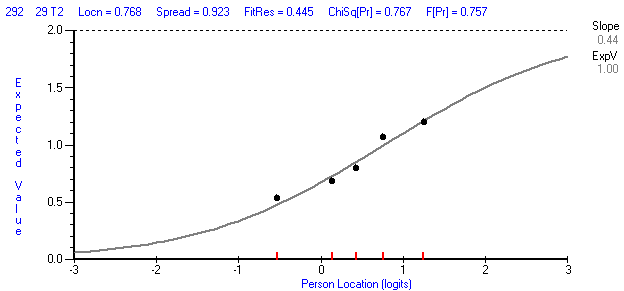 292 29 T2 Locn = 0.768 Spread = 0.923 FitRes = 0.445 ChiSq[Pr] = 0.767 F[Pr] = 0.757
Slope
0.44
ExpV
1.00
Expected Value
2.0
1.5
1.0
0.5
0.0
-3 -2 -1 0 1 2 3
Person Location (logits)